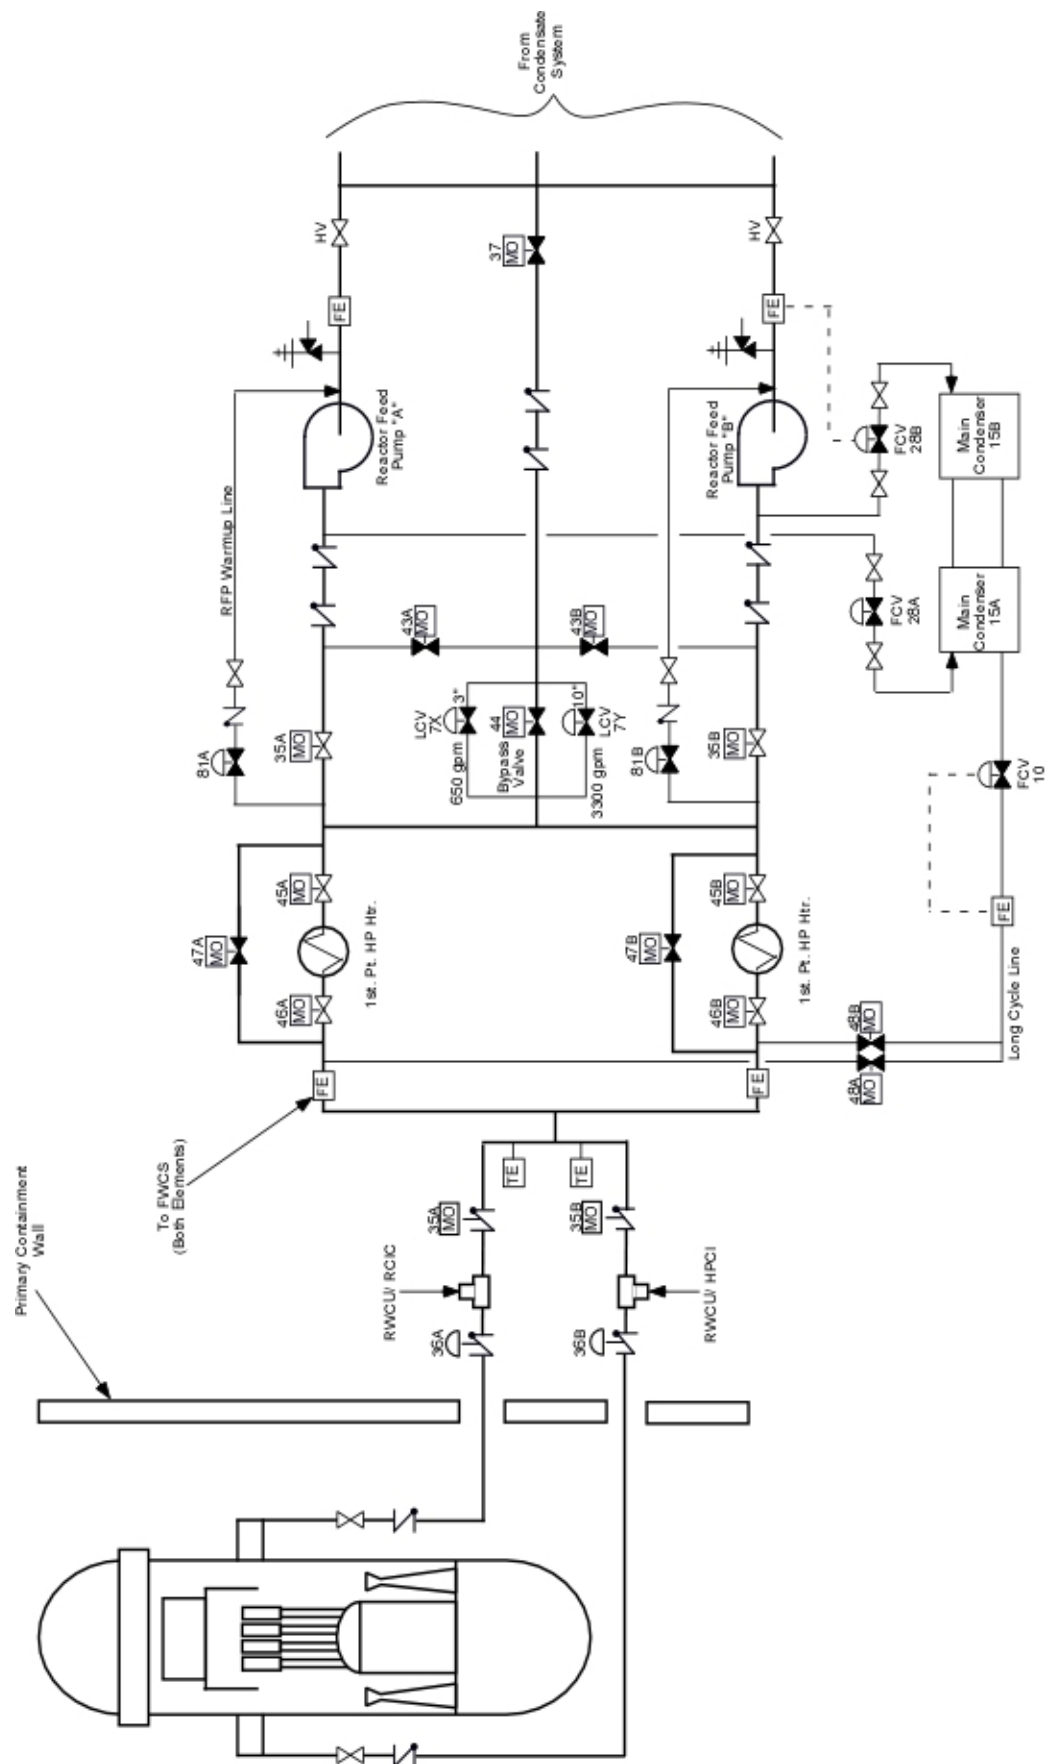 Primary Containment
Wall
To FWCS
(Both Elements)
47A
MO
81A
RFP Warmup Line
46A
MO
45A
MO
35A
MO
FE
1st. Pt. HP Htr.
HV
FE
Reactor Feed
Pump "A"
43A
MO
RWCU/ RCIC
36A
35A
MO
TE
LCV
7X
3"
650 gpm
Bypass
Valve
44
MO
37
MO
From
Condensate
System
36B
35B
MO
TE
10"
LCV
7Y
3300 gpm
43B
MO
RWCU/ HPCI
47B
MO
81B
46B
MO
45B
MO
35B
MO
FE
1st. Pt. HP Htr.
Reactor Feed
Pump "B"
HV
FE
48A
MO
48B
MO
FCV
28A
FCV
28B
Main
Condenser
15A
Main
Condenser
15B
Long Cycle Line
FE
FCV
10